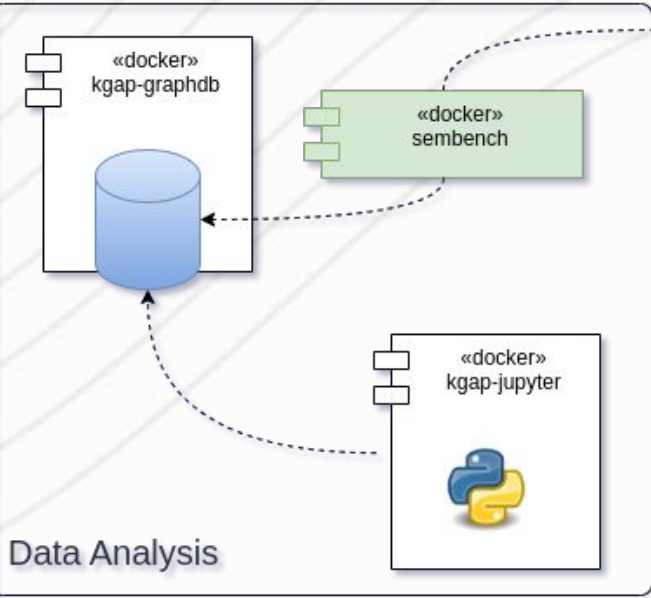 «docker»
kgap-graphdb
«docker»
sembench
«docker»
kgap-jupyter
Data Analysis